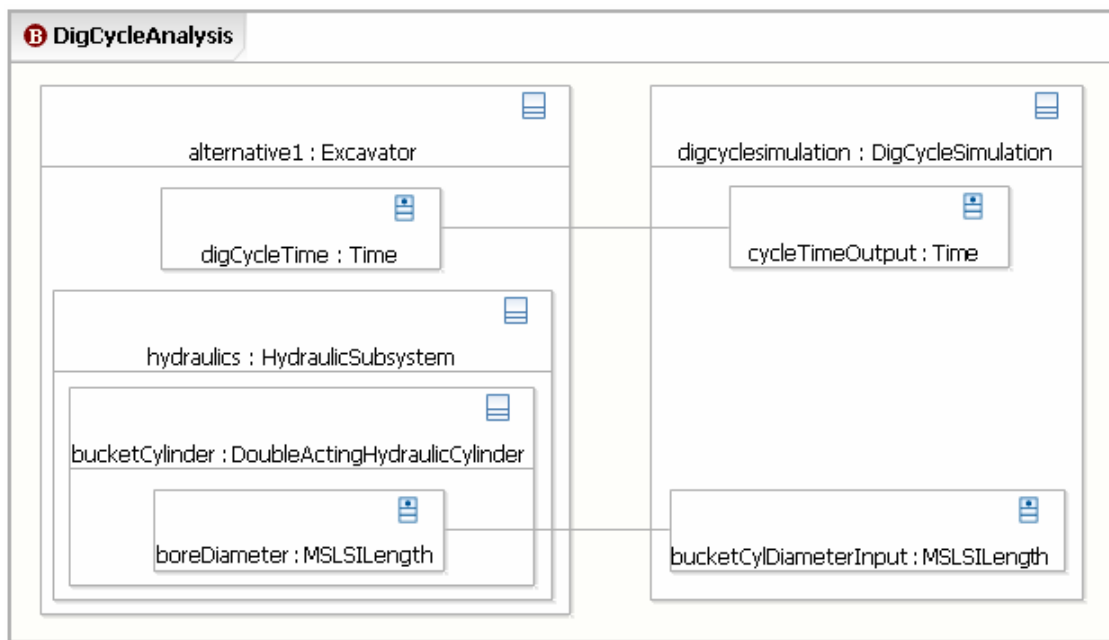 B DigCycleAnalysis
alternative1 : Excavator
digCycleTime : Time
hydraulics : HydraulicSubsystem
bucketCylinder : DoubleActingHydraulicCylinder
boreDiameter : MSLSILength
digcyclesimulation : DigCycleSimulation
cycleTimeOutput : Time
bucketCylDiameterInput : MSLSILength